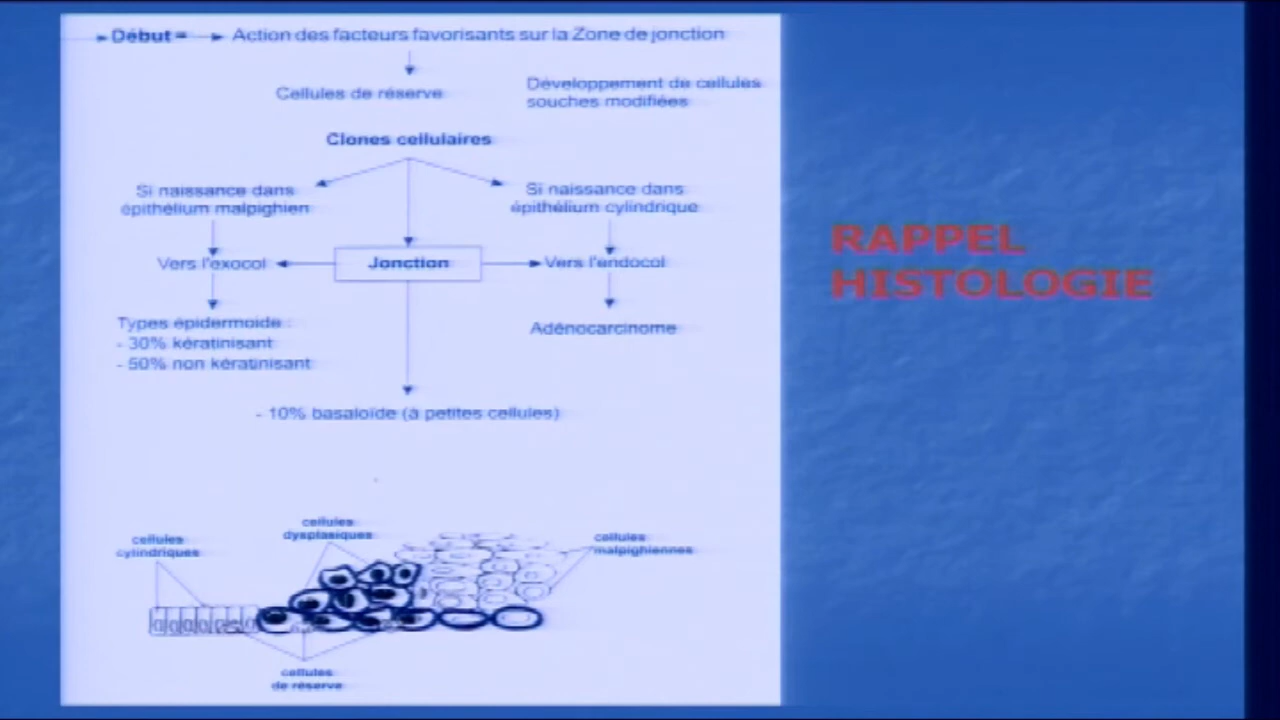 Début = Action des facteurs favorisants sur la Zone de jonction
Cellules de réserve
Développement de cellules
souches modifiées
Clones cellulaires
Si naissance dans
épithélium malpighien
Si naissance dans
épithélium cylindrique
Vers l'exocol
Jonction
Vers l'endocol
Types épidermoide :
- 30% kératinisant
- 50% non kératinisant
Adénocarcinome
- 10% basaloïde (à petites cellules)
cellules
cylindriques
cellules
dysplasiques
cellules
malpighiennes
cellules
de réserve
RAPPEL
HISTOLOGIE